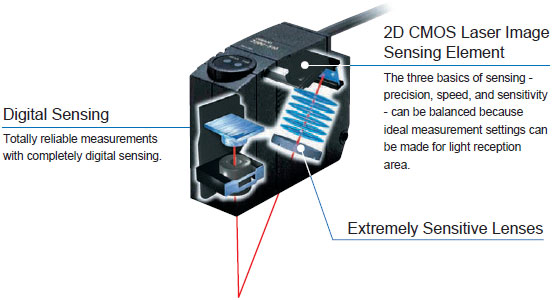 2D CMOS Laser Image
Sensing Element
The three basics of sensing -
precision, speed, and sensitivity
- can be balanced because
ideal measurement settings can
be made for light reception
area.
Digital Sensing
Totally reliable measurements
with completely digital sensing.
Extremely Sensitive Lenses